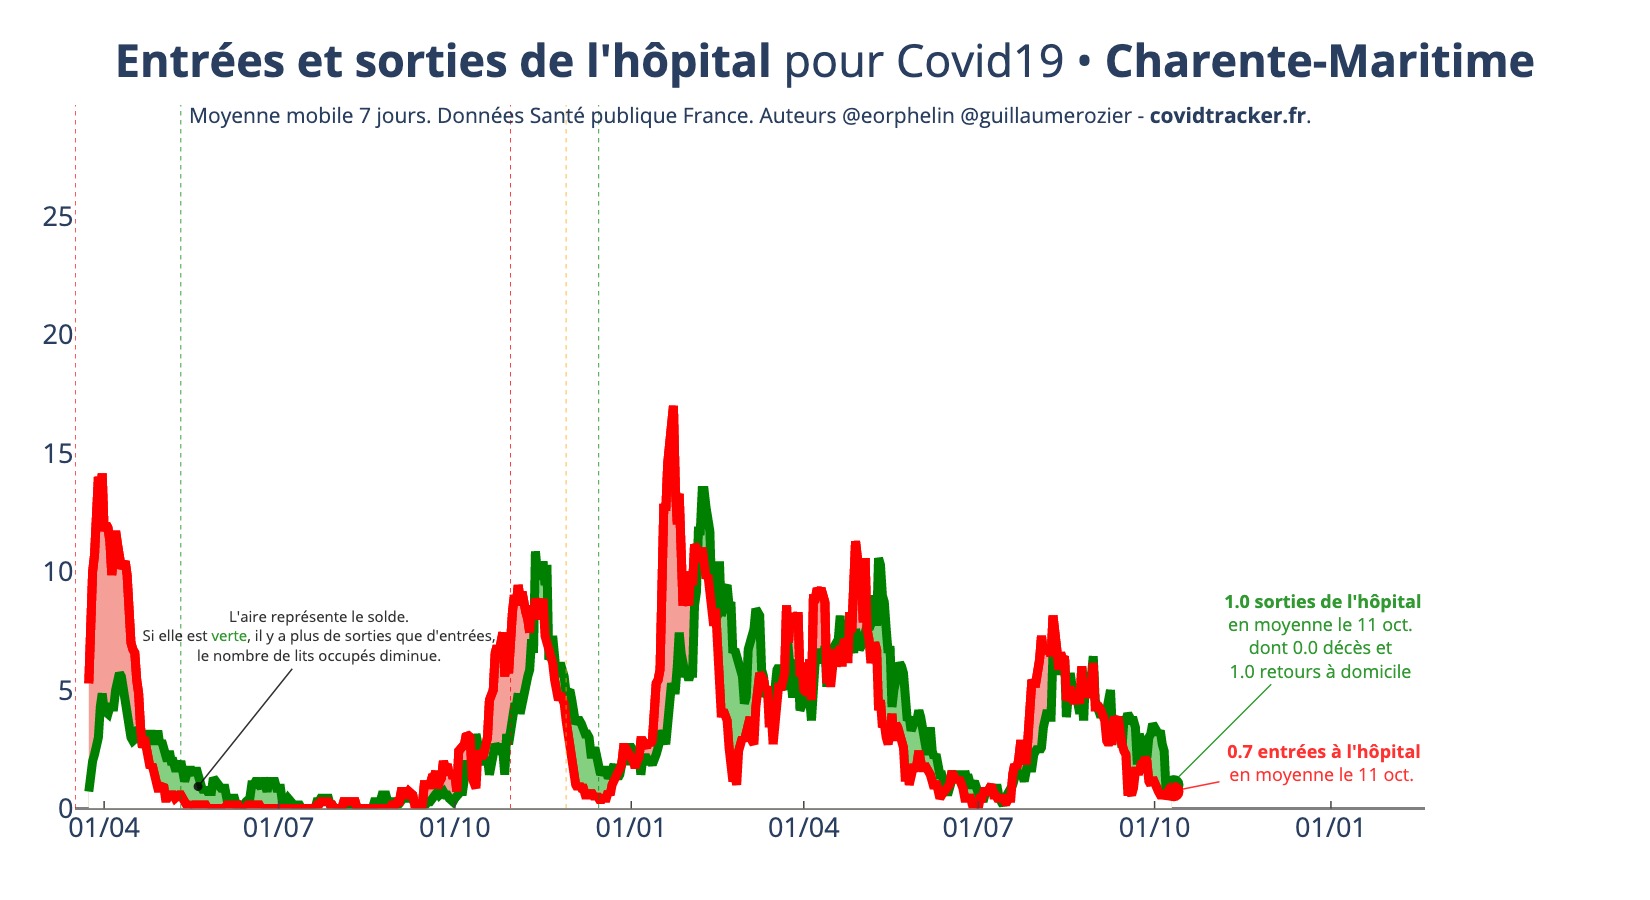 Entrées et sorties de l'hôpital pour Covid19 • Charente-Maritime
Moyenne mobile 7 jours. Données Santé publique France. Auteurs @eorphelin @guillaumerozier - covidtracker.fr.
25
20
15
10
5
0
L'aire représente le solde.
Si elle est verte, il y a plus de sorties que d'entrées,
le nombre de lits occupés diminue.
1.0 sorties de l'hôpital
en moyenne le 11 oct.
dont 0.0 décès et
1.0 retours à domicile
0.7 entrées à l'hôpital
en moyenne le 11 oct.
01/04 01/07 01/10 01/01 01/04 01/07 01/10 01/01